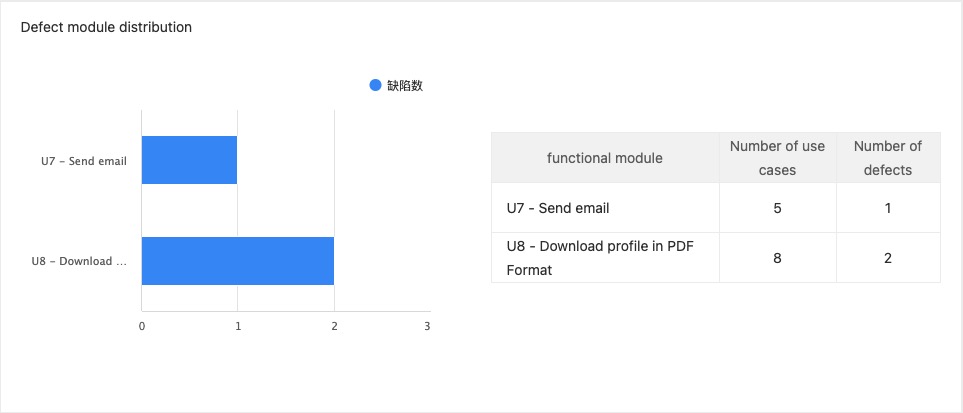 Defect module distribution
缺陷数
U7 - Send email
U8 - Download ...
0 1 2 3
functional module
Number of use
cases
Number of
defects
U7 - Send email
5
1
U8 - Download profile in PDF
Format
8
2